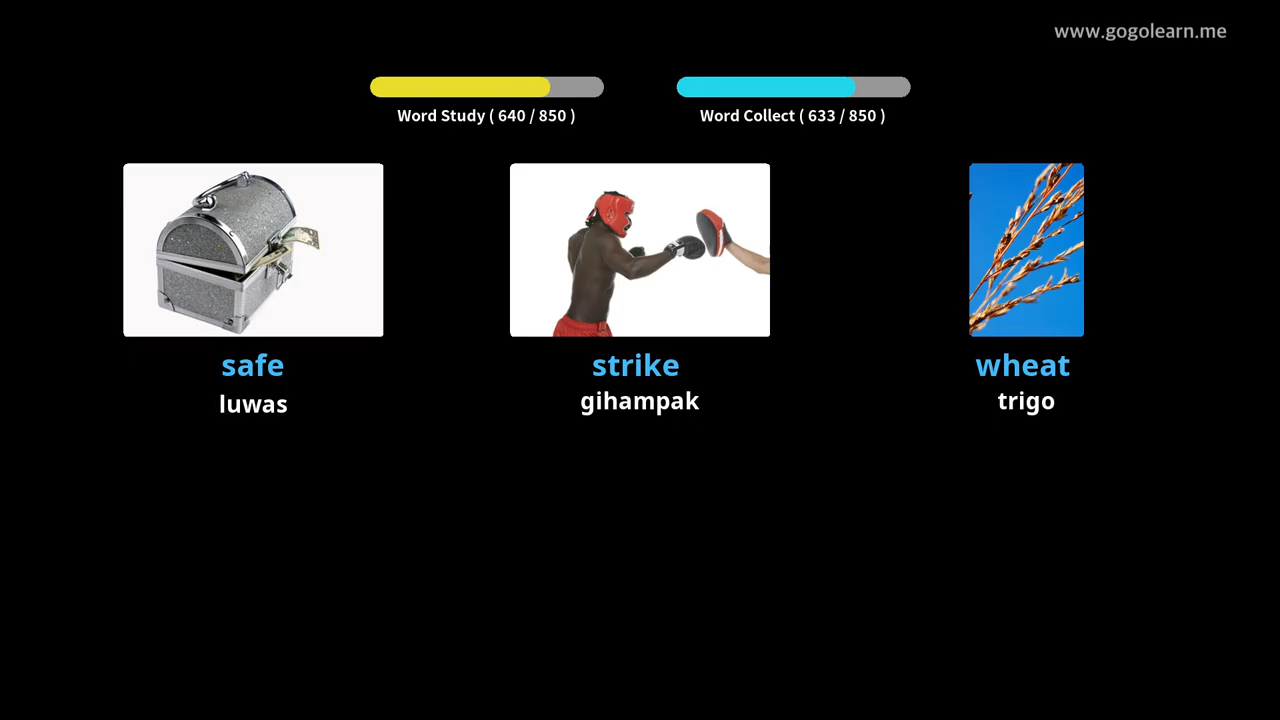 www.gogolearn.me
Word Study ( 640 / 850 )
Word Collect ( 633 / 850 )
safe
luwas
strike
gihampak
wheat
trigo